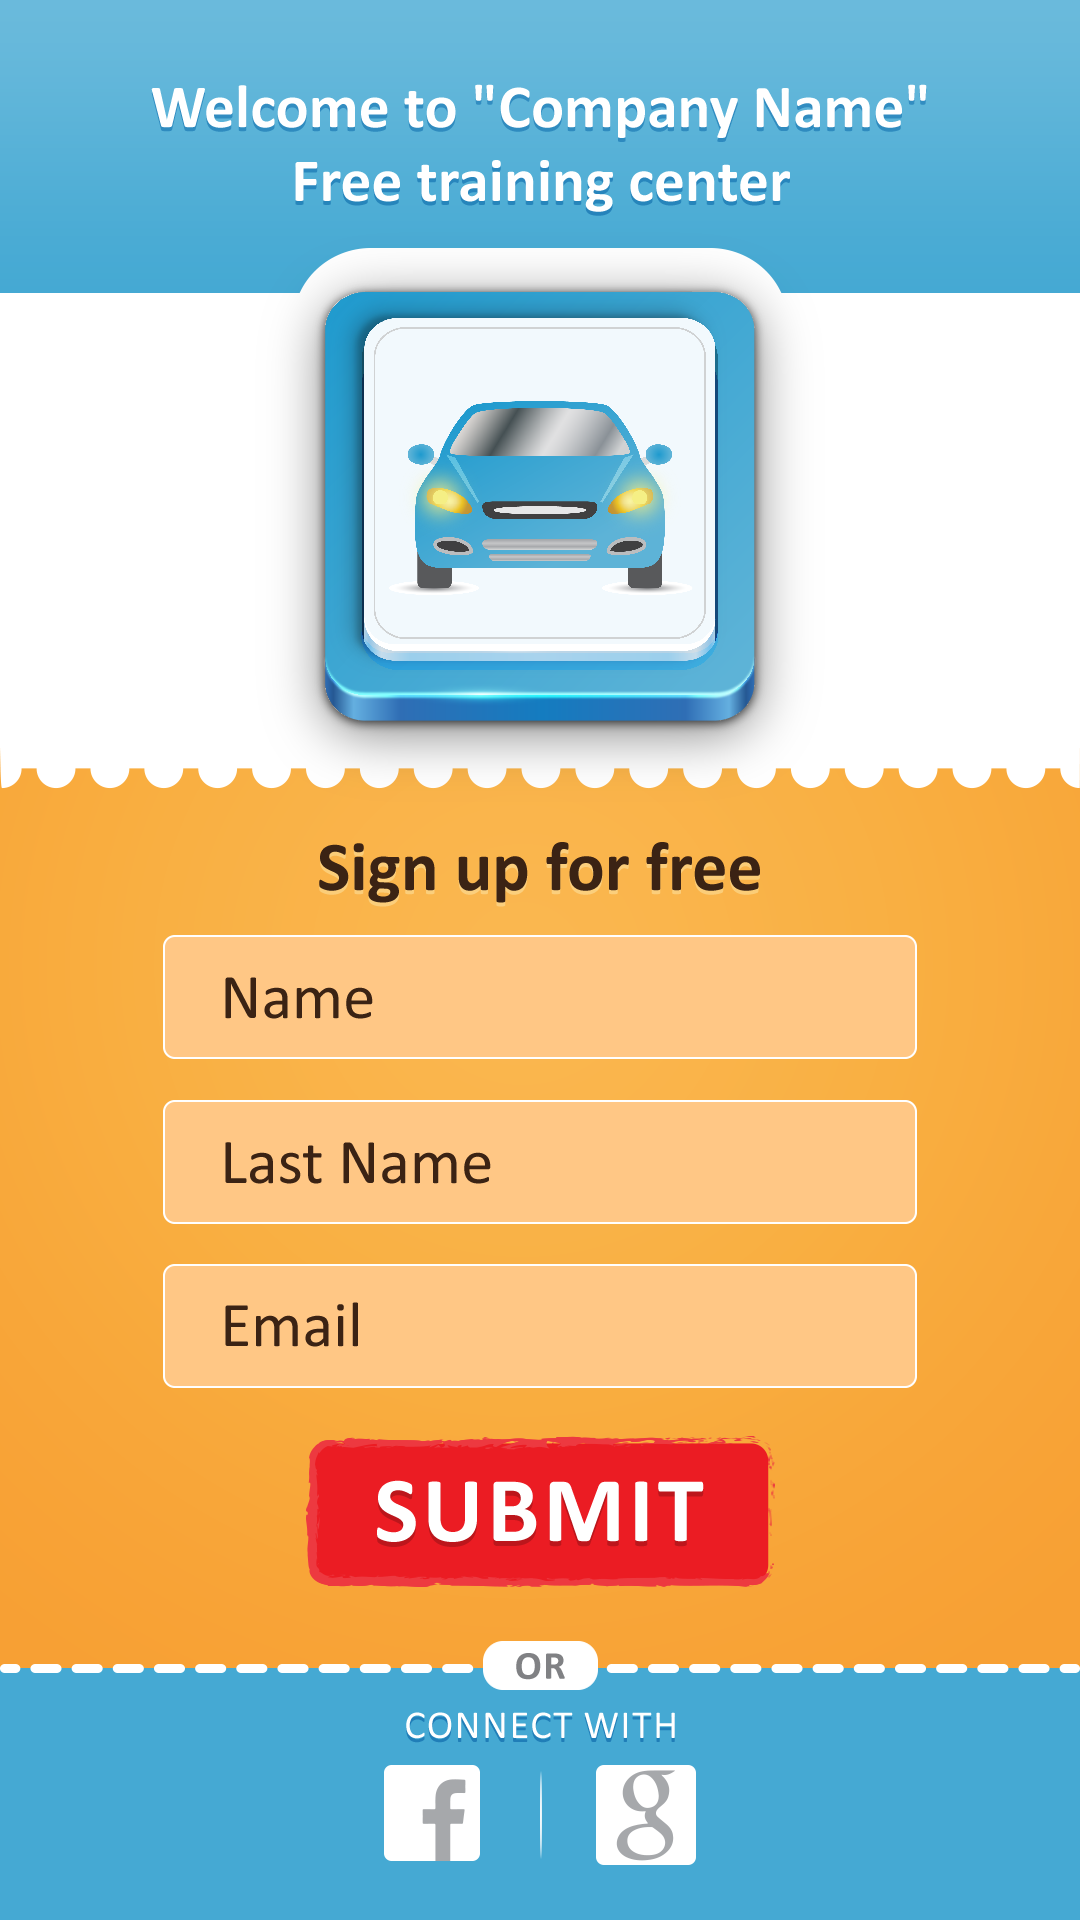 Welcome to "Company Name"
Free training center
Sign up for free
Name
Last Name
Email
SUBMIT
OR
CONNECT WITH
f
g